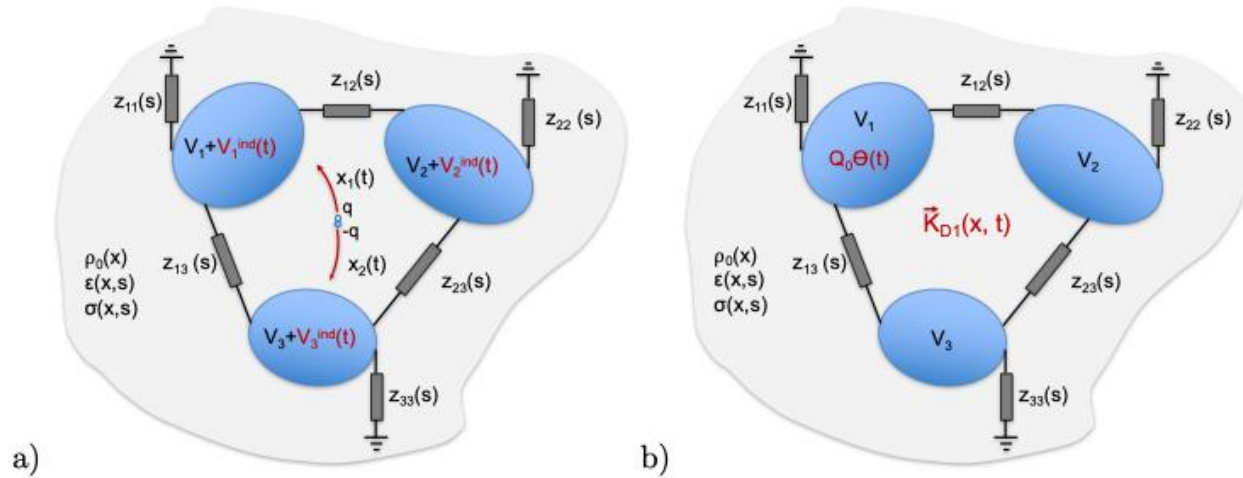 z₁₁(s)
z₁₂(s)
z₂₂ (s)
V₁+V₁ⁱⁿᵈ(t)
V₂+V₂ⁱⁿᵈ(t)
x₁(t)
q
-q
x₂(t)
z₁₃ (s)
z₂₃(s)
ρ₀(x)
ε(x,s)
σ(x,s)
V₃+V₃ⁱⁿᵈ(t)
z₃₃(s)
a)
z₁₁(s)
z₁₂(s)
z₂₂ (s)
V₁
Q₀Θ(t)
V₂
K⃗_D1(x, t)
z₁₃ (s)
z₂₃(s)
ρ₀(x)
ε(x,s)
σ(x,s)
V₃
z₃₃(s)
b)